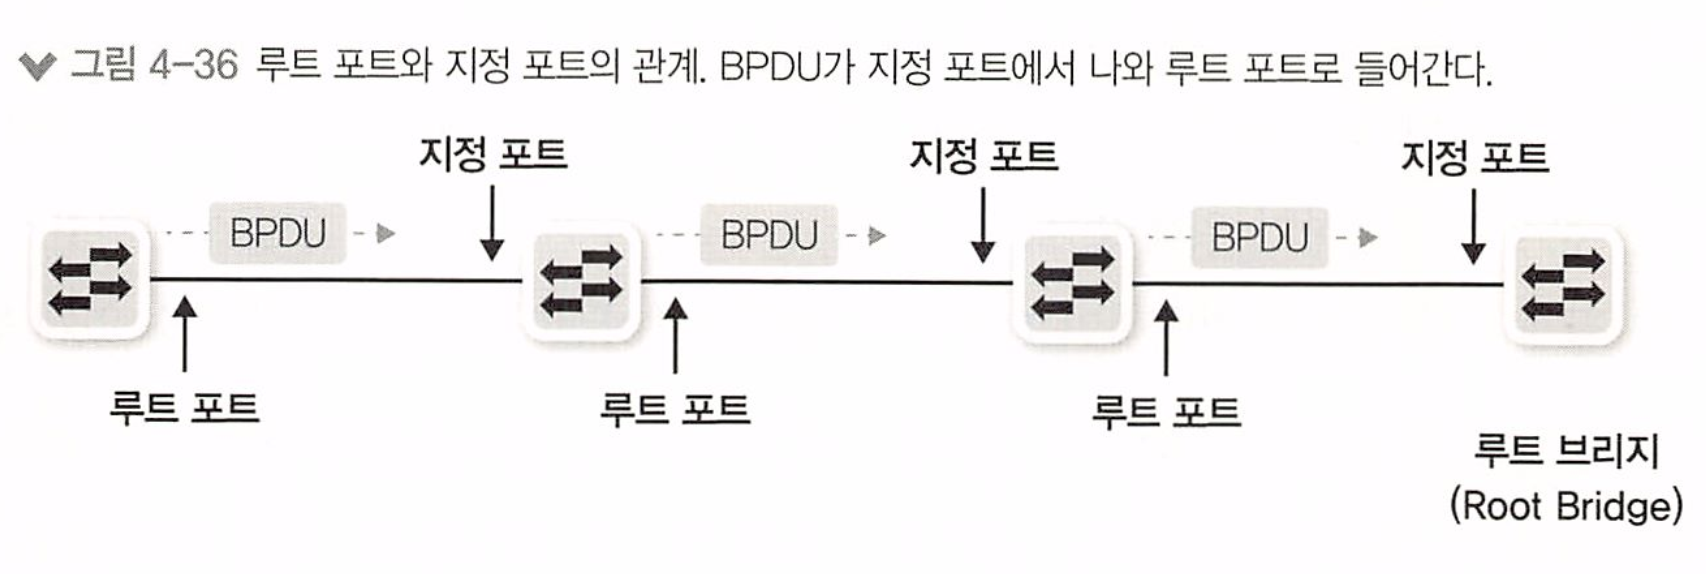 그림 4-36 루트 포트와 지정 포트의 관계. BPDU가 지정 포트에서 나와 루트 포트로 들어간다.
지정 포트 지정 포트 지정 포트
BPDU BPDU BPDU
루트 포트 루트 포트 루트 포트
루트 브리지
(Root Bridge)